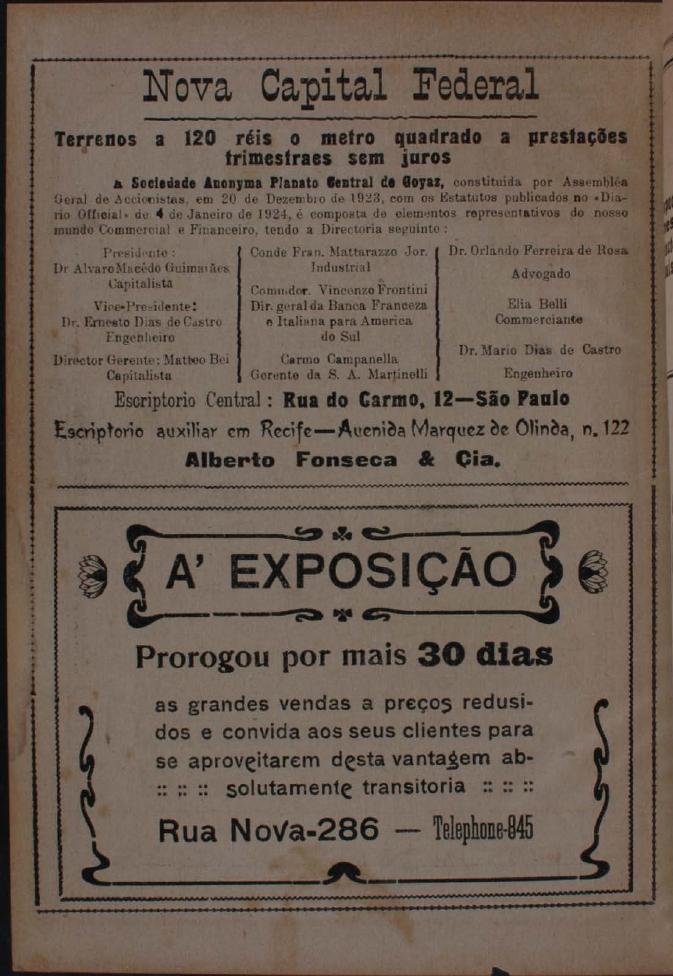 Nova Capital Federal
Terrenos a 120 réis o metro quadrado a prestações
trimestraes sem juros
A Sociedade Anonyma Planato Central de Goyaz, constituida por Assembléa
Geral de Accionistas, em 20 de Dezembro de 1923, com os Estatutos publicados no «Dia-
rio Official» de 4 de Janeiro de 1924, é composta de elementos representativos do nosso
mundo Commercial e Financeiro, tendo a Directoria seguinte :
Presidente :
Dr Alvaro Macêdo Guimarães
Capitalista
Vice-Presidente:
Dr. Ernesto Dias de Castro
Engenheiro
Director Gerente: Matteo Bei
Capitalista
Conde Fran. Mattarazzo Jor.
Industrial
Comndor. Vincenzo Frontini
Dir. geral da Banca Franceza
e Italiana para America
do Sul
Carmo Campanella
Gerente da S. A. Martinelli
Dr. Orlando Ferreira de Rosa
Advogado
Elia Belli
Commerciante
Dr. Mario Dias de Castro
Engenheiro
Escriptorio Central : Rua do Carmo, 12—São Paulo
Escriptorio auxiliar em Recife—Avenida Marquez de Olinda, n. 122
Alberto Fonseca & Cia.
A' EXPOSIÇÃO
Prorogou por mais 30 dias
as grandes vendas a preços redusi-
dos e convida aos seus clientes para
se aproveitarem desta vantagem ab-
:: :: :: solutamente transitoria :: :: ::
Rua Nova-286 — Telephone-845